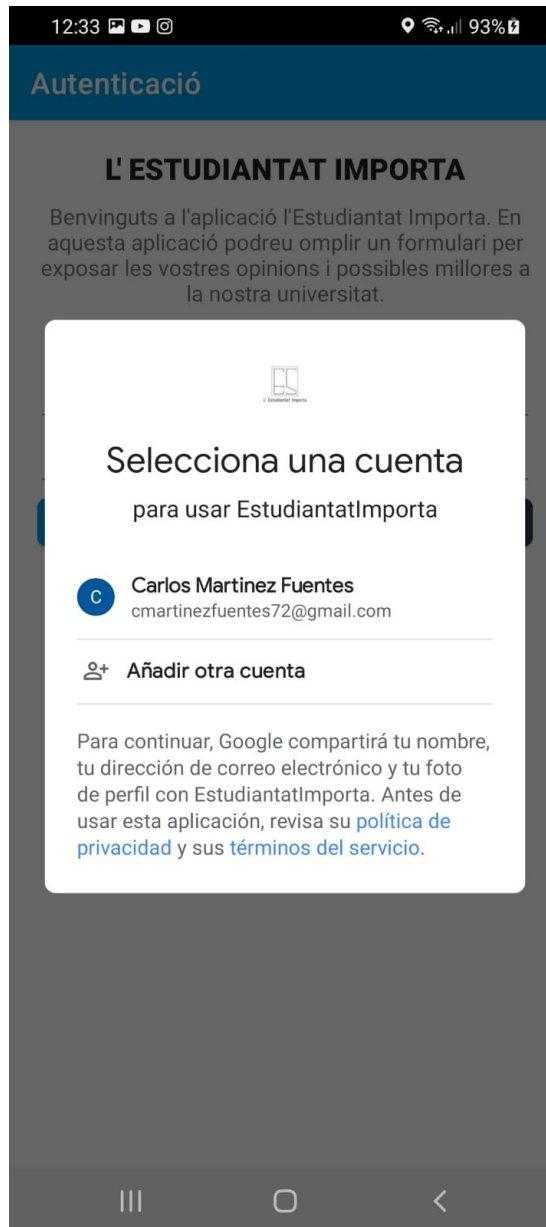 12:33
93%
Autenticació
L' ESTUDIANTAT IMPORTA
Benvinguts a l'aplicació l'Estudiantat Importa. En
aquesta aplicació podreu omplir un formulari per
exposar les vostres opinions i possibles millores a
la nostra universitat.
ES
L' Estudiantat Importa
Selecciona una cuenta
para usar EstudiantatImporta
C
Carlos Martinez Fuentes
cmartinezfuentes72@gmail.com
Añadir otra cuenta
Para continuar, Google compartirá tu nombre,
tu dirección de correo electrónico y tu foto
de perfil con EstudiantatImporta. Antes de
usar esta aplicación, revisa su política de
privacidad y sus términos del servicio.